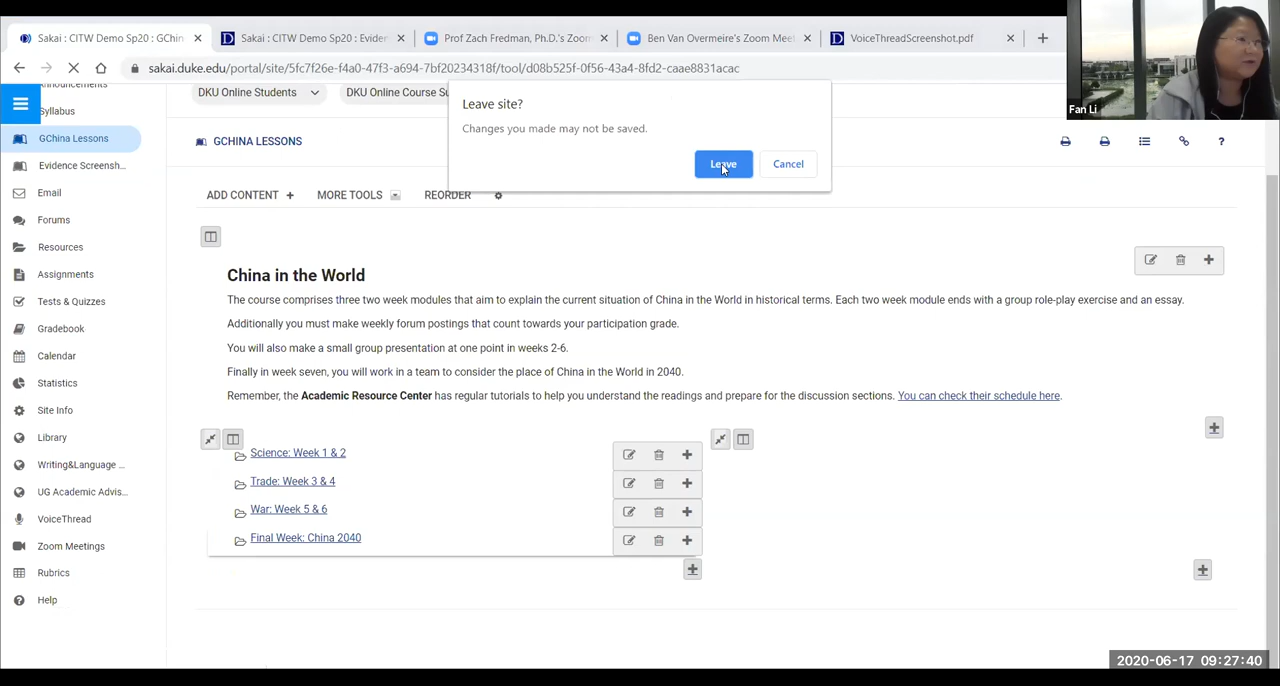 Sakai : CITW Demo Sp20 : GChin
Sakai : CITW Demo Sp20 : Eviden
Prof Zach Fredman, Ph.D.'s Zoom
Ben Van Overmeire's Zoom Meet
VoiceThreadScreenshot.pdf
sakai.duke.edu/portal/site/5fc7f26e-f4a0-47f3-a694-7bf20234318f/tool/d08b525f-0f56-43a4-8fd2-caae8831acac
Fan Li
DKU Online Students
DKU Online Course Su
Leave site?
Changes you made may not be saved.
Leave
Cancel
Announcements
Syllabus
GChina Lessons
Evidence Screensh...
Email
Forums
Resources
Assignments
Tests & Quizzes
Gradebook
Calendar
Statistics
Site Info
Library
Writing&Language ...
UG Academic Advis...
VoiceThread
Zoom Meetings
Rubrics
Help
GCHINA LESSONS
ADD CONTENT +
MORE TOOLS
REORDER
China in the World
The course comprises three two week modules that aim to explain the current situation of China in the World in historical terms. Each two week module ends with a group role-play exercise and an essay.
Additionally you must make weekly forum postings that count towards your participation grade.
You will also make a small group presentation at one point in weeks 2-6.
Finally in week seven, you will work in a team to consider the place of China in the World in 2040.
Remember, the Academic Resource Center has regular tutorials to help you understand the readings and prepare for the discussion sections. You can check their schedule here.
Science: Week 1 & 2
Trade: Week 3 & 4
War: Week 5 & 6
Final Week: China 2040
2020-06-17 09:27:40